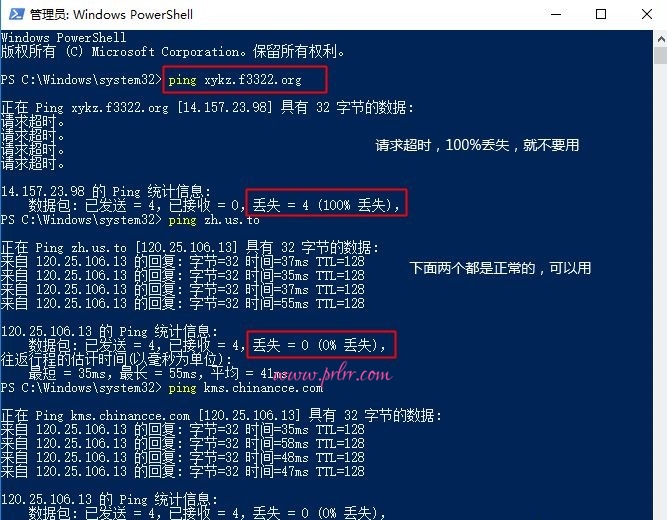 管理员: Windows PowerShell
Windows PowerShell
版权所有 (C) Microsoft Corporation。保留所有权利。
PS C:\Windows\system32> ping xykz.f3322.org
正在 Ping xykz.f3322.org [14.157.23.98] 具有 32 字节的数据:
请求超时。
请求超时。
请求超时。
请求超时。
请求超时，100%丢失，就不要用
14.157.23.98 的 Ping 统计信息:
数据包: 已发送 = 4，已接收 = 0，丢失 = 4 (100% 丢失)，
PS C:\Windows\system32> ping zh.us.to
正在 Ping zh.us.to [120.25.106.13] 具有 32 字节的数据:
来自 120.25.106.13 的回复: 字节=32 时间=37ms TTL=128
来自 120.25.106.13 的回复: 字节=32 时间=35ms TTL=128
来自 120.25.106.13 的回复: 字节=32 时间=37ms TTL=128
来自 120.25.106.13 的回复: 字节=32 时间=55ms TTL=128
下面两个都是正常的，可以用
120.25.106.13 的 Ping 统计信息:
数据包: 已发送 = 4，已接收 = 4，丢失 = 0 (0% 丢失)，
往返行程的估计时间(以毫秒为单位):
最短 = 35ms，最长 = 55ms，平均 = 41ms
www.prlrr.com
PS C:\Windows\system32> ping kms.chinancce.com
正在 Ping kms.chinancce.com [120.25.106.13] 具有 32 字节的数据:
来自 120.25.106.13 的回复: 字节=32 时间=35ms TTL=128
来自 120.25.106.13 的回复: 字节=32 时间=58ms TTL=128
来自 120.25.106.13 的回复: 字节=32 时间=48ms TTL=128
来自 120.25.106.13 的回复: 字节=32 时间=47ms TTL=128
120.25.106.13 的 Ping 统计信息:
数据包: 已发送 = 4，已接收 = 4，丢失 = 0 (0% 丢失)，